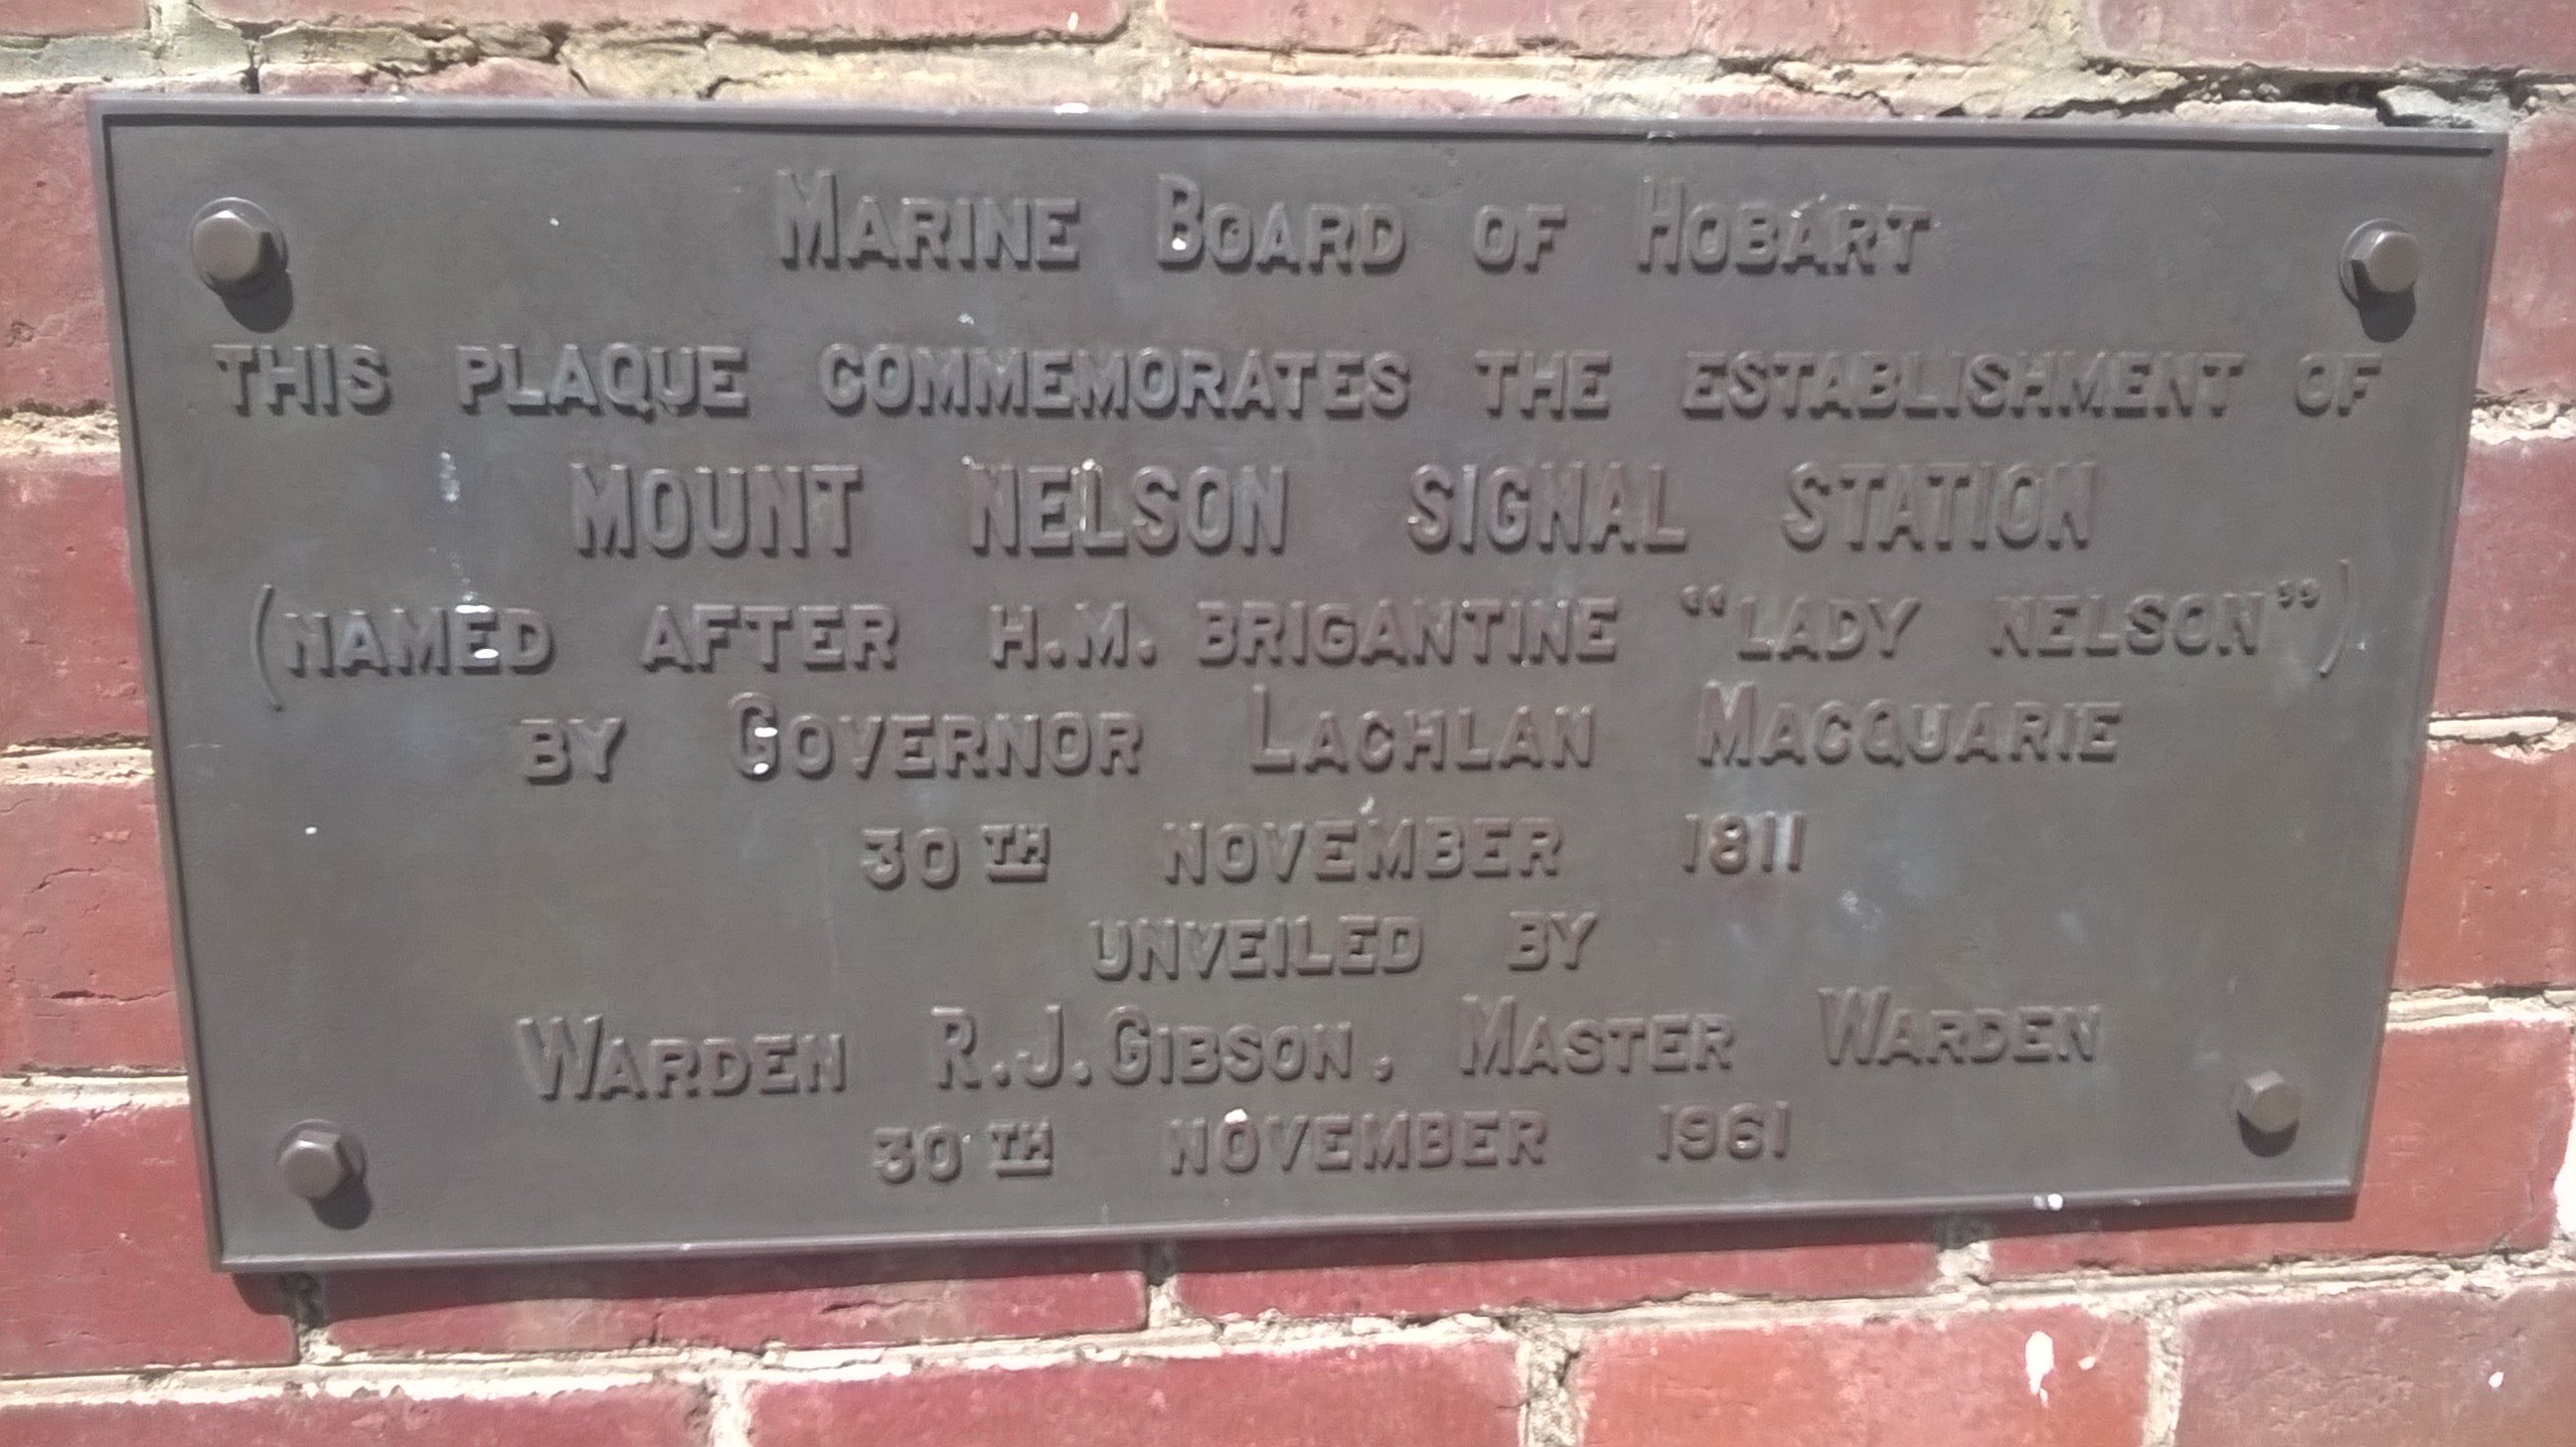 Marine Board of Hobart
THIS PLAQUE COMMEMORATES THE ESTABLISHMENT OF
MOUNT NELSON SIGNAL STATION
(NAMED AFTER H.M. BRIGANTINE “LADY NELSON”)
BY GOVERNOR LACHLAN MACQUARIE
30TH NOVEMBER 1811
UNVEILED BY
WARDEN R.J. GIBSON. MASTER WARDEN
30TH NOVEMBER 1961